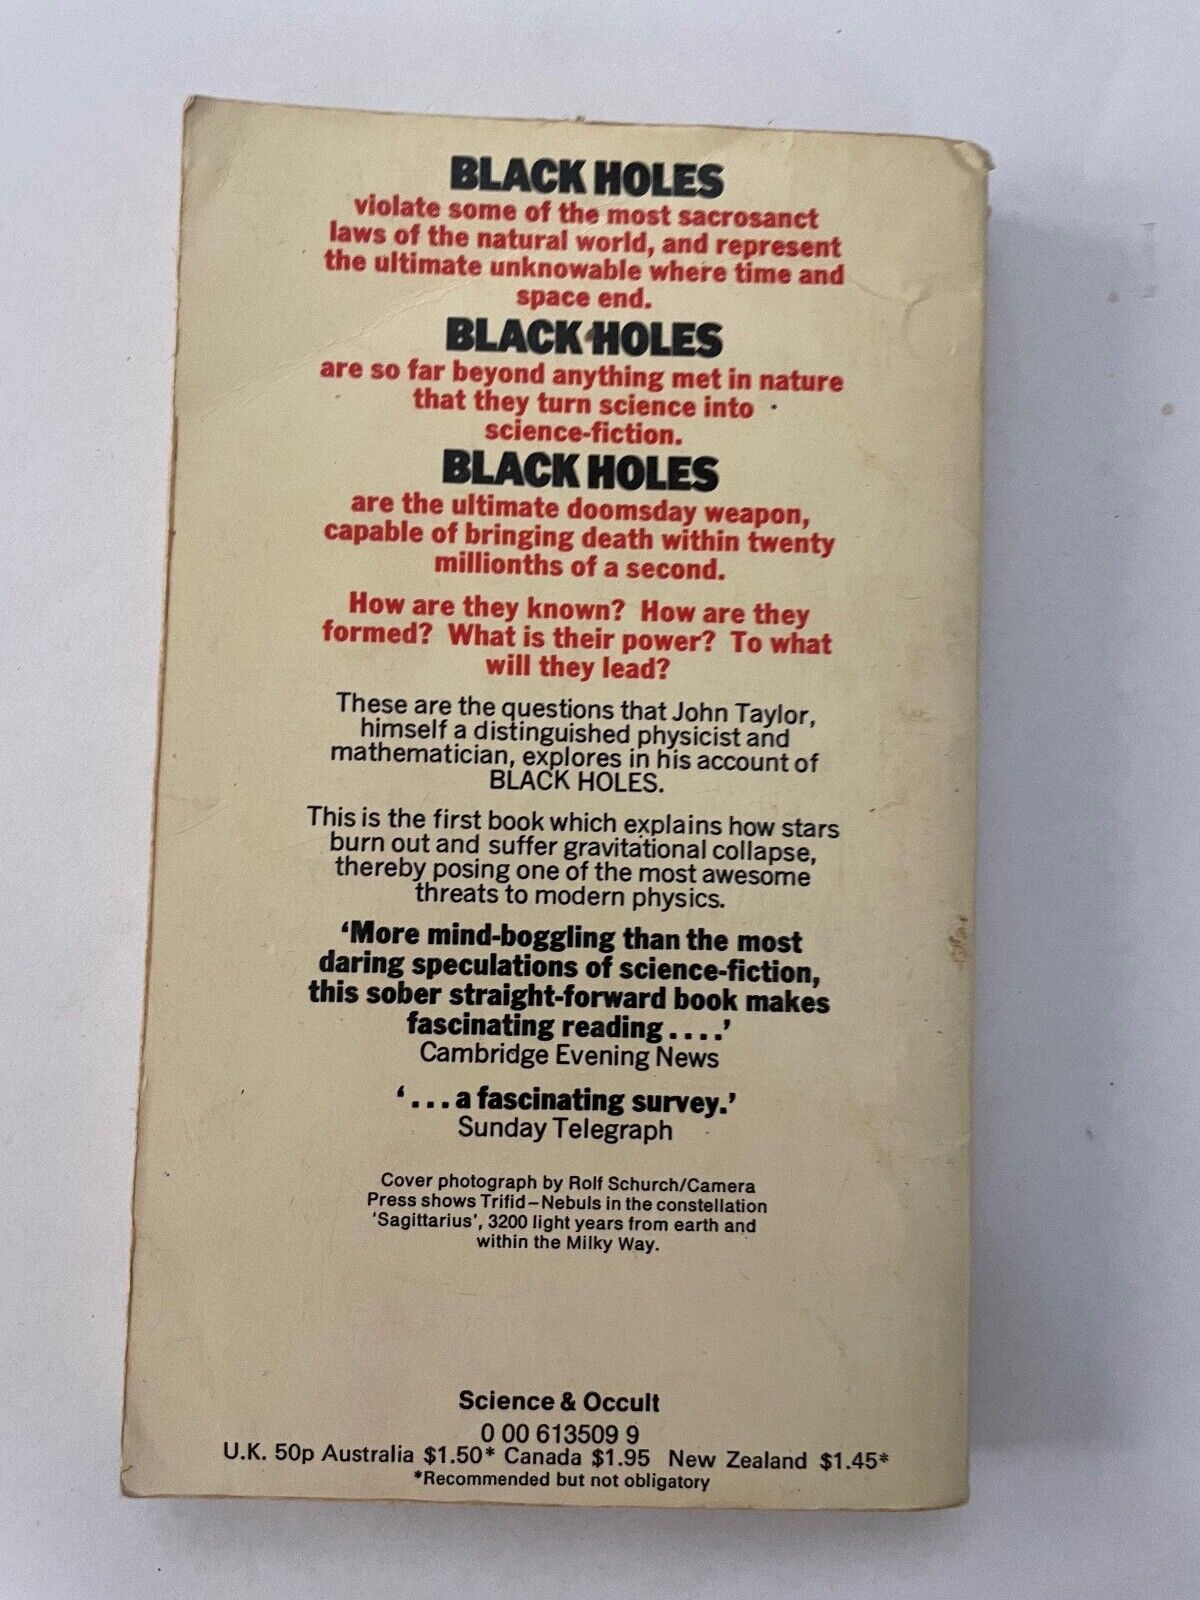 BLACK HOLES
violate some of the most sacrosanct
laws of the natural world, and represent
the ultimate unknowable where time and
space end.
BLACK HOLES
are so far beyond anything met in nature
that they turn science into
science-fiction.
BLACK HOLES
are the ultimate doomsday weapon,
capable of bringing death within twenty
millionths of a second.
How are they known? How are they
formed? What is their power? To what
will they lead?
These are the questions that John Taylor,
himself a distinguished physicist and
mathematician, explores in his account of
BLACK HOLES.
This is the first book which explains how stars
burn out and suffer gravitational collapse,
thereby posing one of the most awesome
threats to modern physics.
‘More mind-boggling than the most
daring speculations of science-fiction,
this sober straight-forward book makes
fascinating reading . . . .’
Cambridge Evening News
‘. . . a fascinating survey.’
Sunday Telegraph
Cover photograph by Rolf Schurch/Camera
Press shows Trifid–Nebuls in the constellation
‘Sagittarius’, 3200 light years from earth and
within the Milky Way.
Science & Occult
0 00 613509 9
U.K. 50p Australia $1.50* Canada $1.95 New Zealand $1.45*
*Recommended but not obligatory